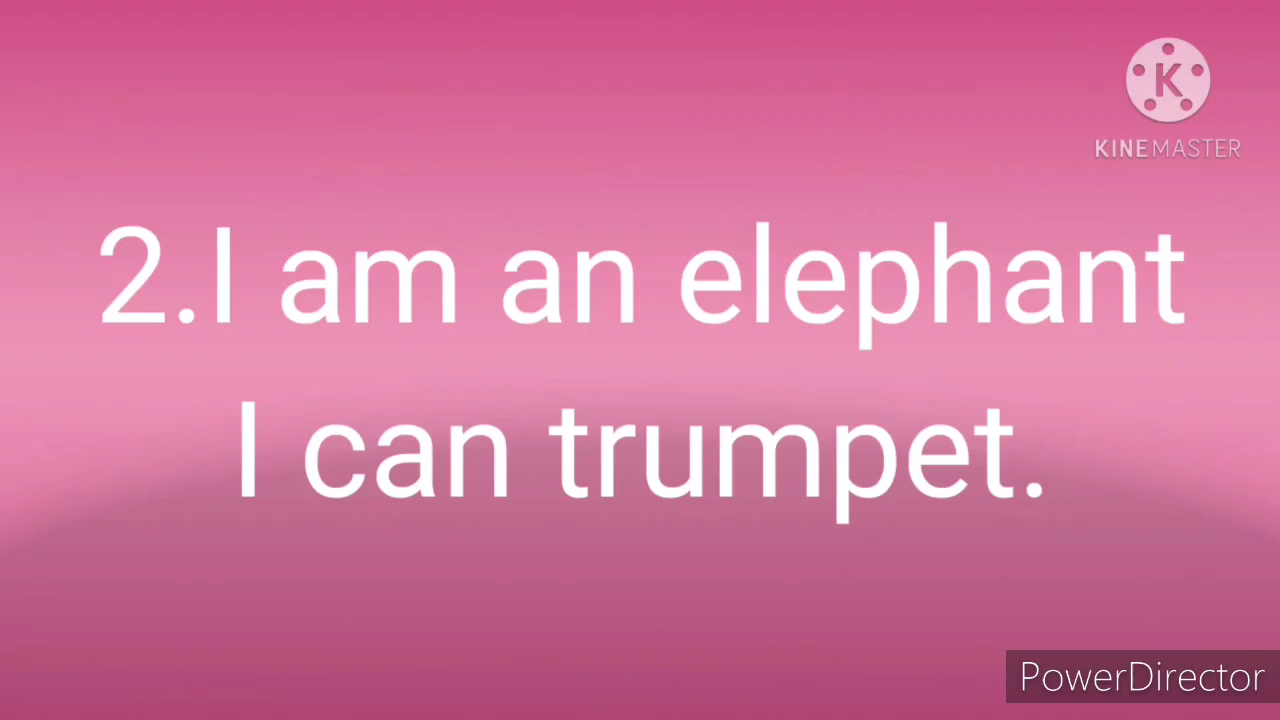 K
KINEMASTER
2.I am an elephant
I can trumpet.
PowerDirector